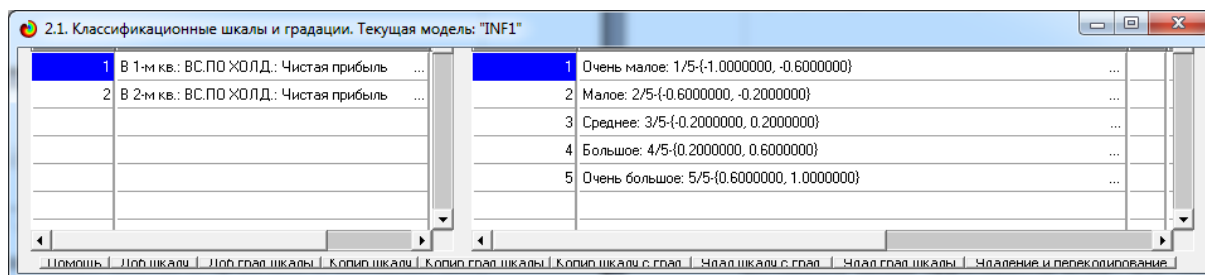 2.1. Классификационные шкалы и градации. Текущая модель: "INF1"
1 В 1-м кв.: ВС.ПО ХОЛД.: Чистая прибыль ...
2 В 2-м кв.: ВС.ПО ХОЛД.: Чистая прибыль ...
1 Очень малое: 1/5-{-1.0000000, -0.6000000} ...
2 Малое: 2/5-{-0.6000000, -0.2000000} ...
3 Среднее: 3/5-{-0.2000000, 0.2000000} ...
4 Большое: 4/5-{0.2000000, 0.6000000} ...
5 Очень большое: 5/5-{0.6000000, 1.0000000} ...
Помощь Доб шкалу Доб град шкалы Копир шкалу Копир град шкалы Копир шкалу с град Удал шкалу с град Удал град шкалы Удаление и перекодирование